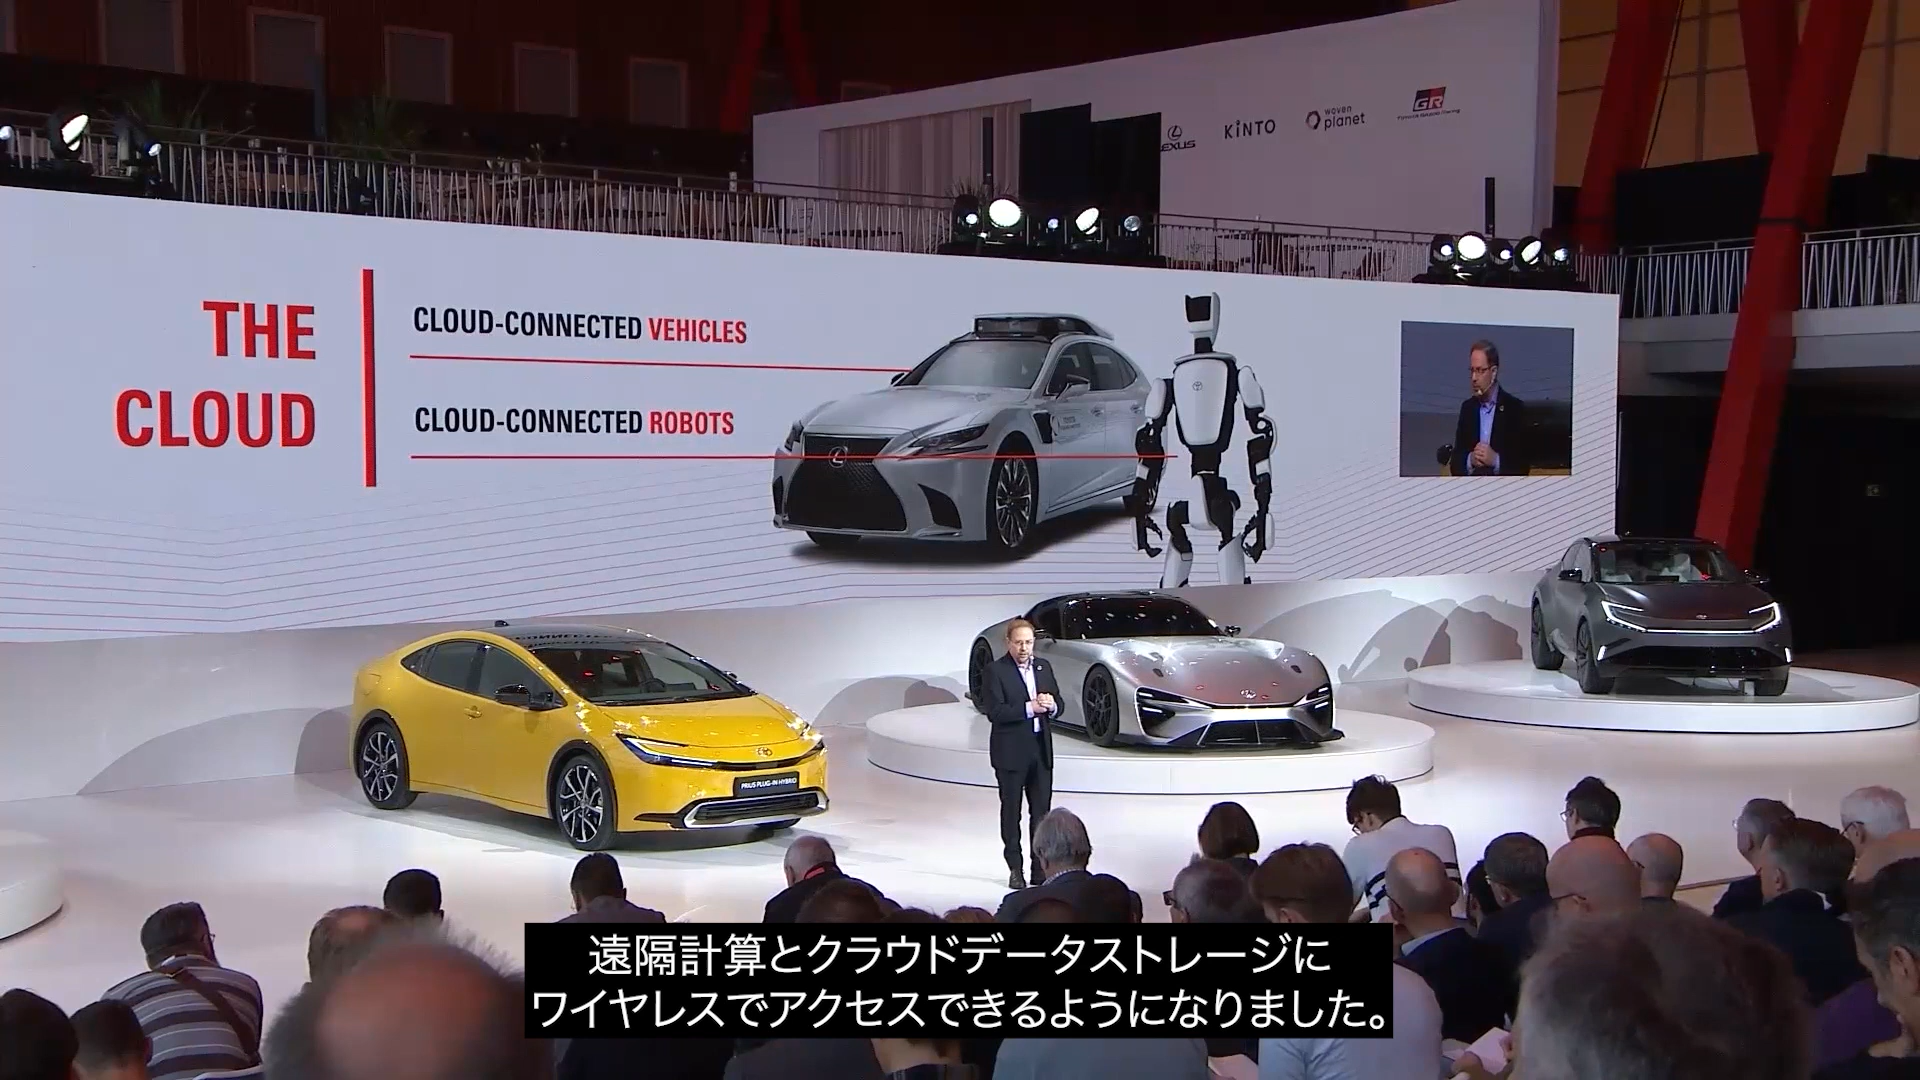 LEXUS
KINTO
woven
planet
GR
THE
CLOUD
CLOUD-CONNECTED VEHICLES
CLOUD-CONNECTED ROBOTS
PRIUS PLUG-IN HYBRID
遠隔計算とクラウドデータストレージに
ワイヤレスでアクセスできるようになりました。